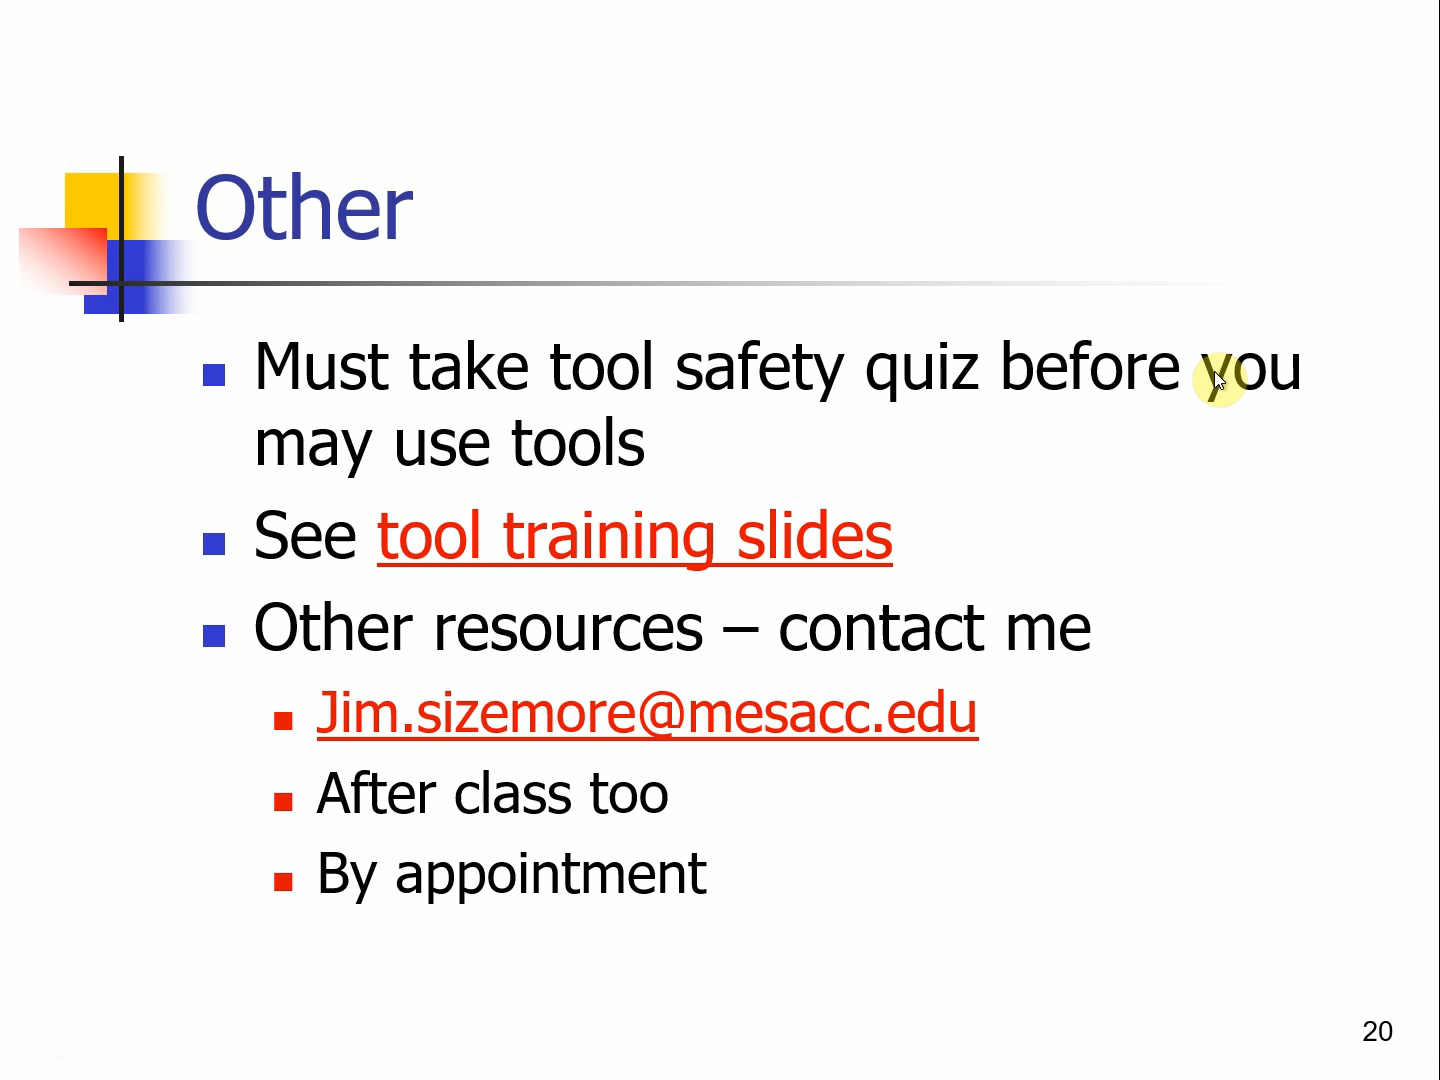 Other
Must take tool safety quiz before you
may use tools
See tool training slides
Other resources – contact me
Jim.sizemore@mesacc.edu
After class too
By appointment
20